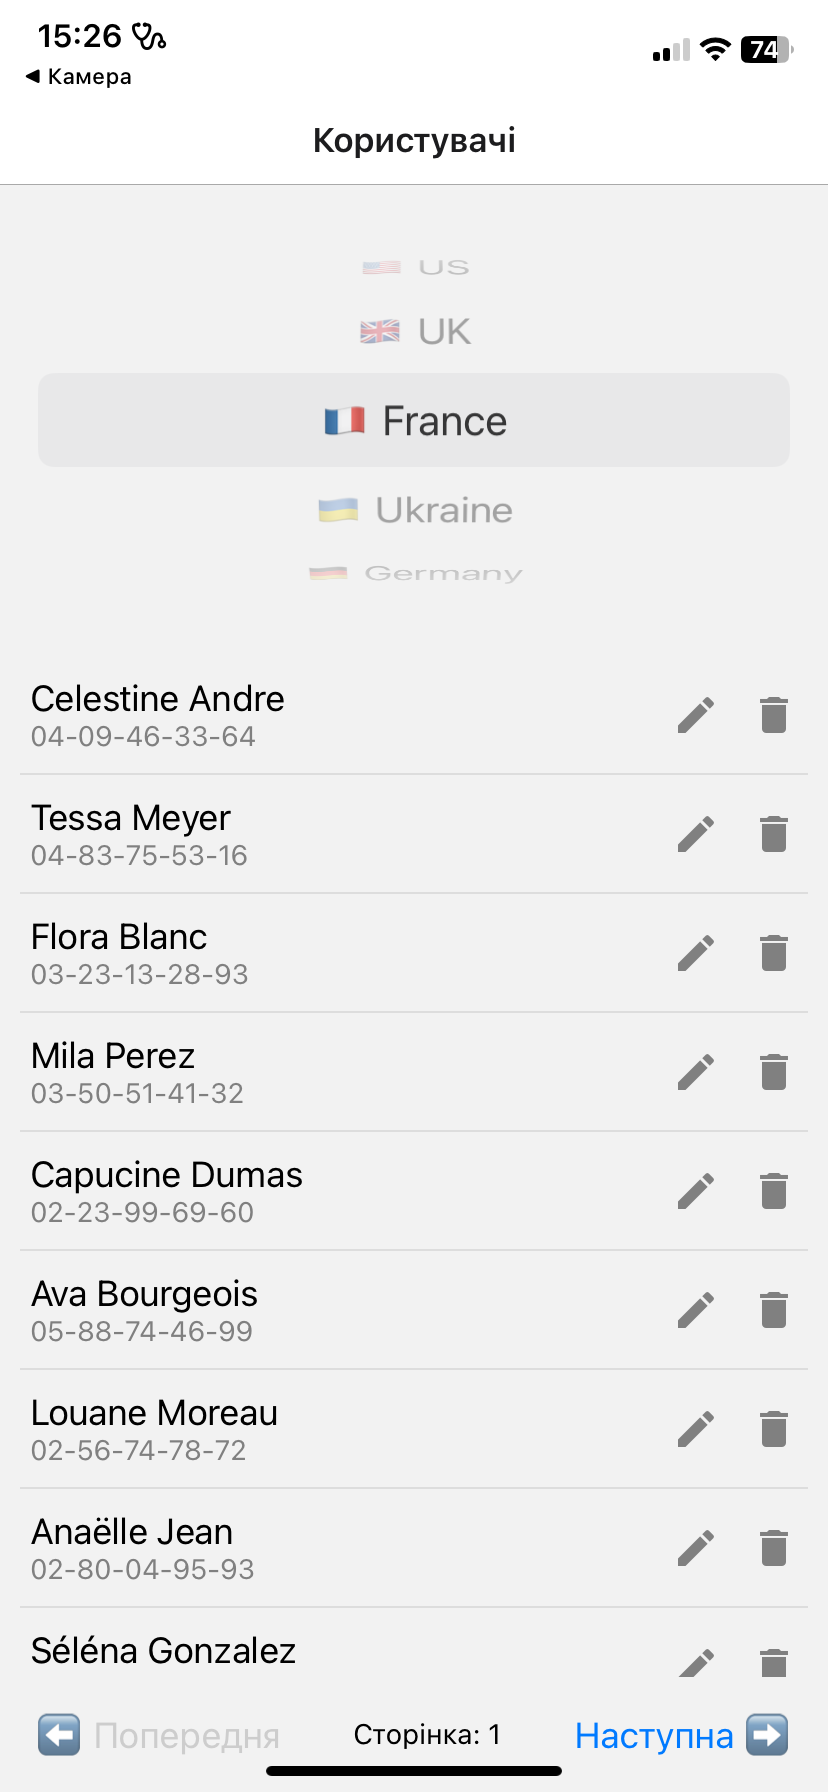 15:26
74
◀ Камера
Користувачі
US
UK
France
Ukraine
Germany
Celestine Andre
04-09-46-33-64
Tessa Meyer
04-83-75-53-16
Flora Blanc
03-23-13-28-93
Mila Perez
03-50-51-41-32
Capucine Dumas
02-23-99-69-60
Ava Bourgeois
05-88-74-46-99
Louane Moreau
02-56-74-78-72
Anaëlle Jean
02-80-04-95-93
Séléna Gonzalez
Попередня Сторінка: 1 Наступна